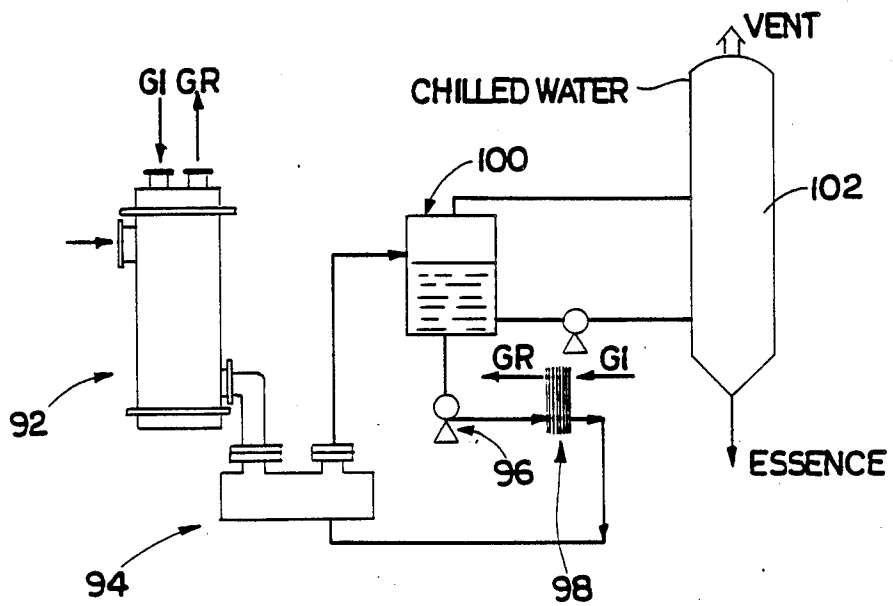 VENT
GI GR
CHILLED WATER
100
102
GR
GI
92
96
ESSENCE
94
98